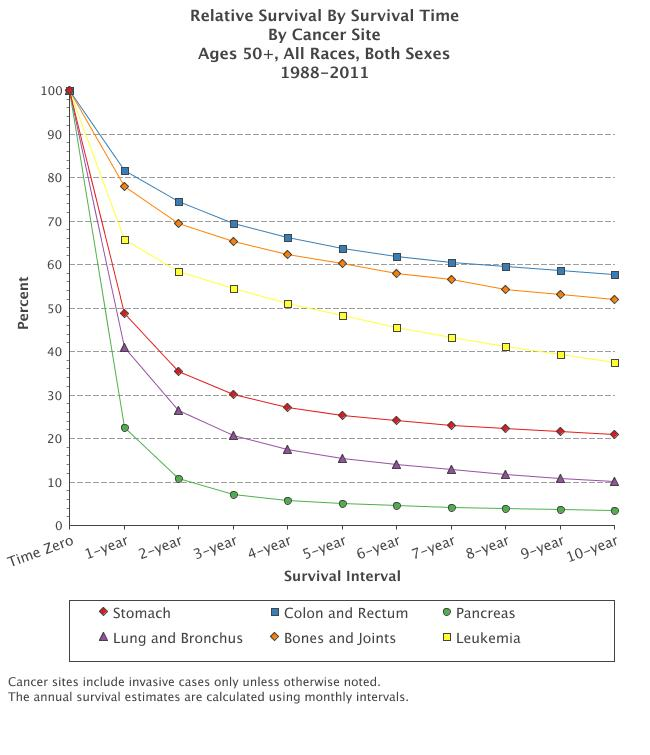 Relative Survival By Survival Time
By Cancer Site
Ages 50+, All Races, Both Sexes
1988-2011
Percent
100
90
80
70
60
50
40
30
20
10
0
Time Zero 1-year 2-year 3-year 4-year 5-year 6-year 7-year 8-year 9-year 10-year
Survival Interval
Stomach Colon and Rectum Pancreas
Lung and Bronchus Bones and Joints Leukemia
Cancer sites include invasive cases only unless otherwise noted.
The annual survival estimates are calculated using monthly intervals.